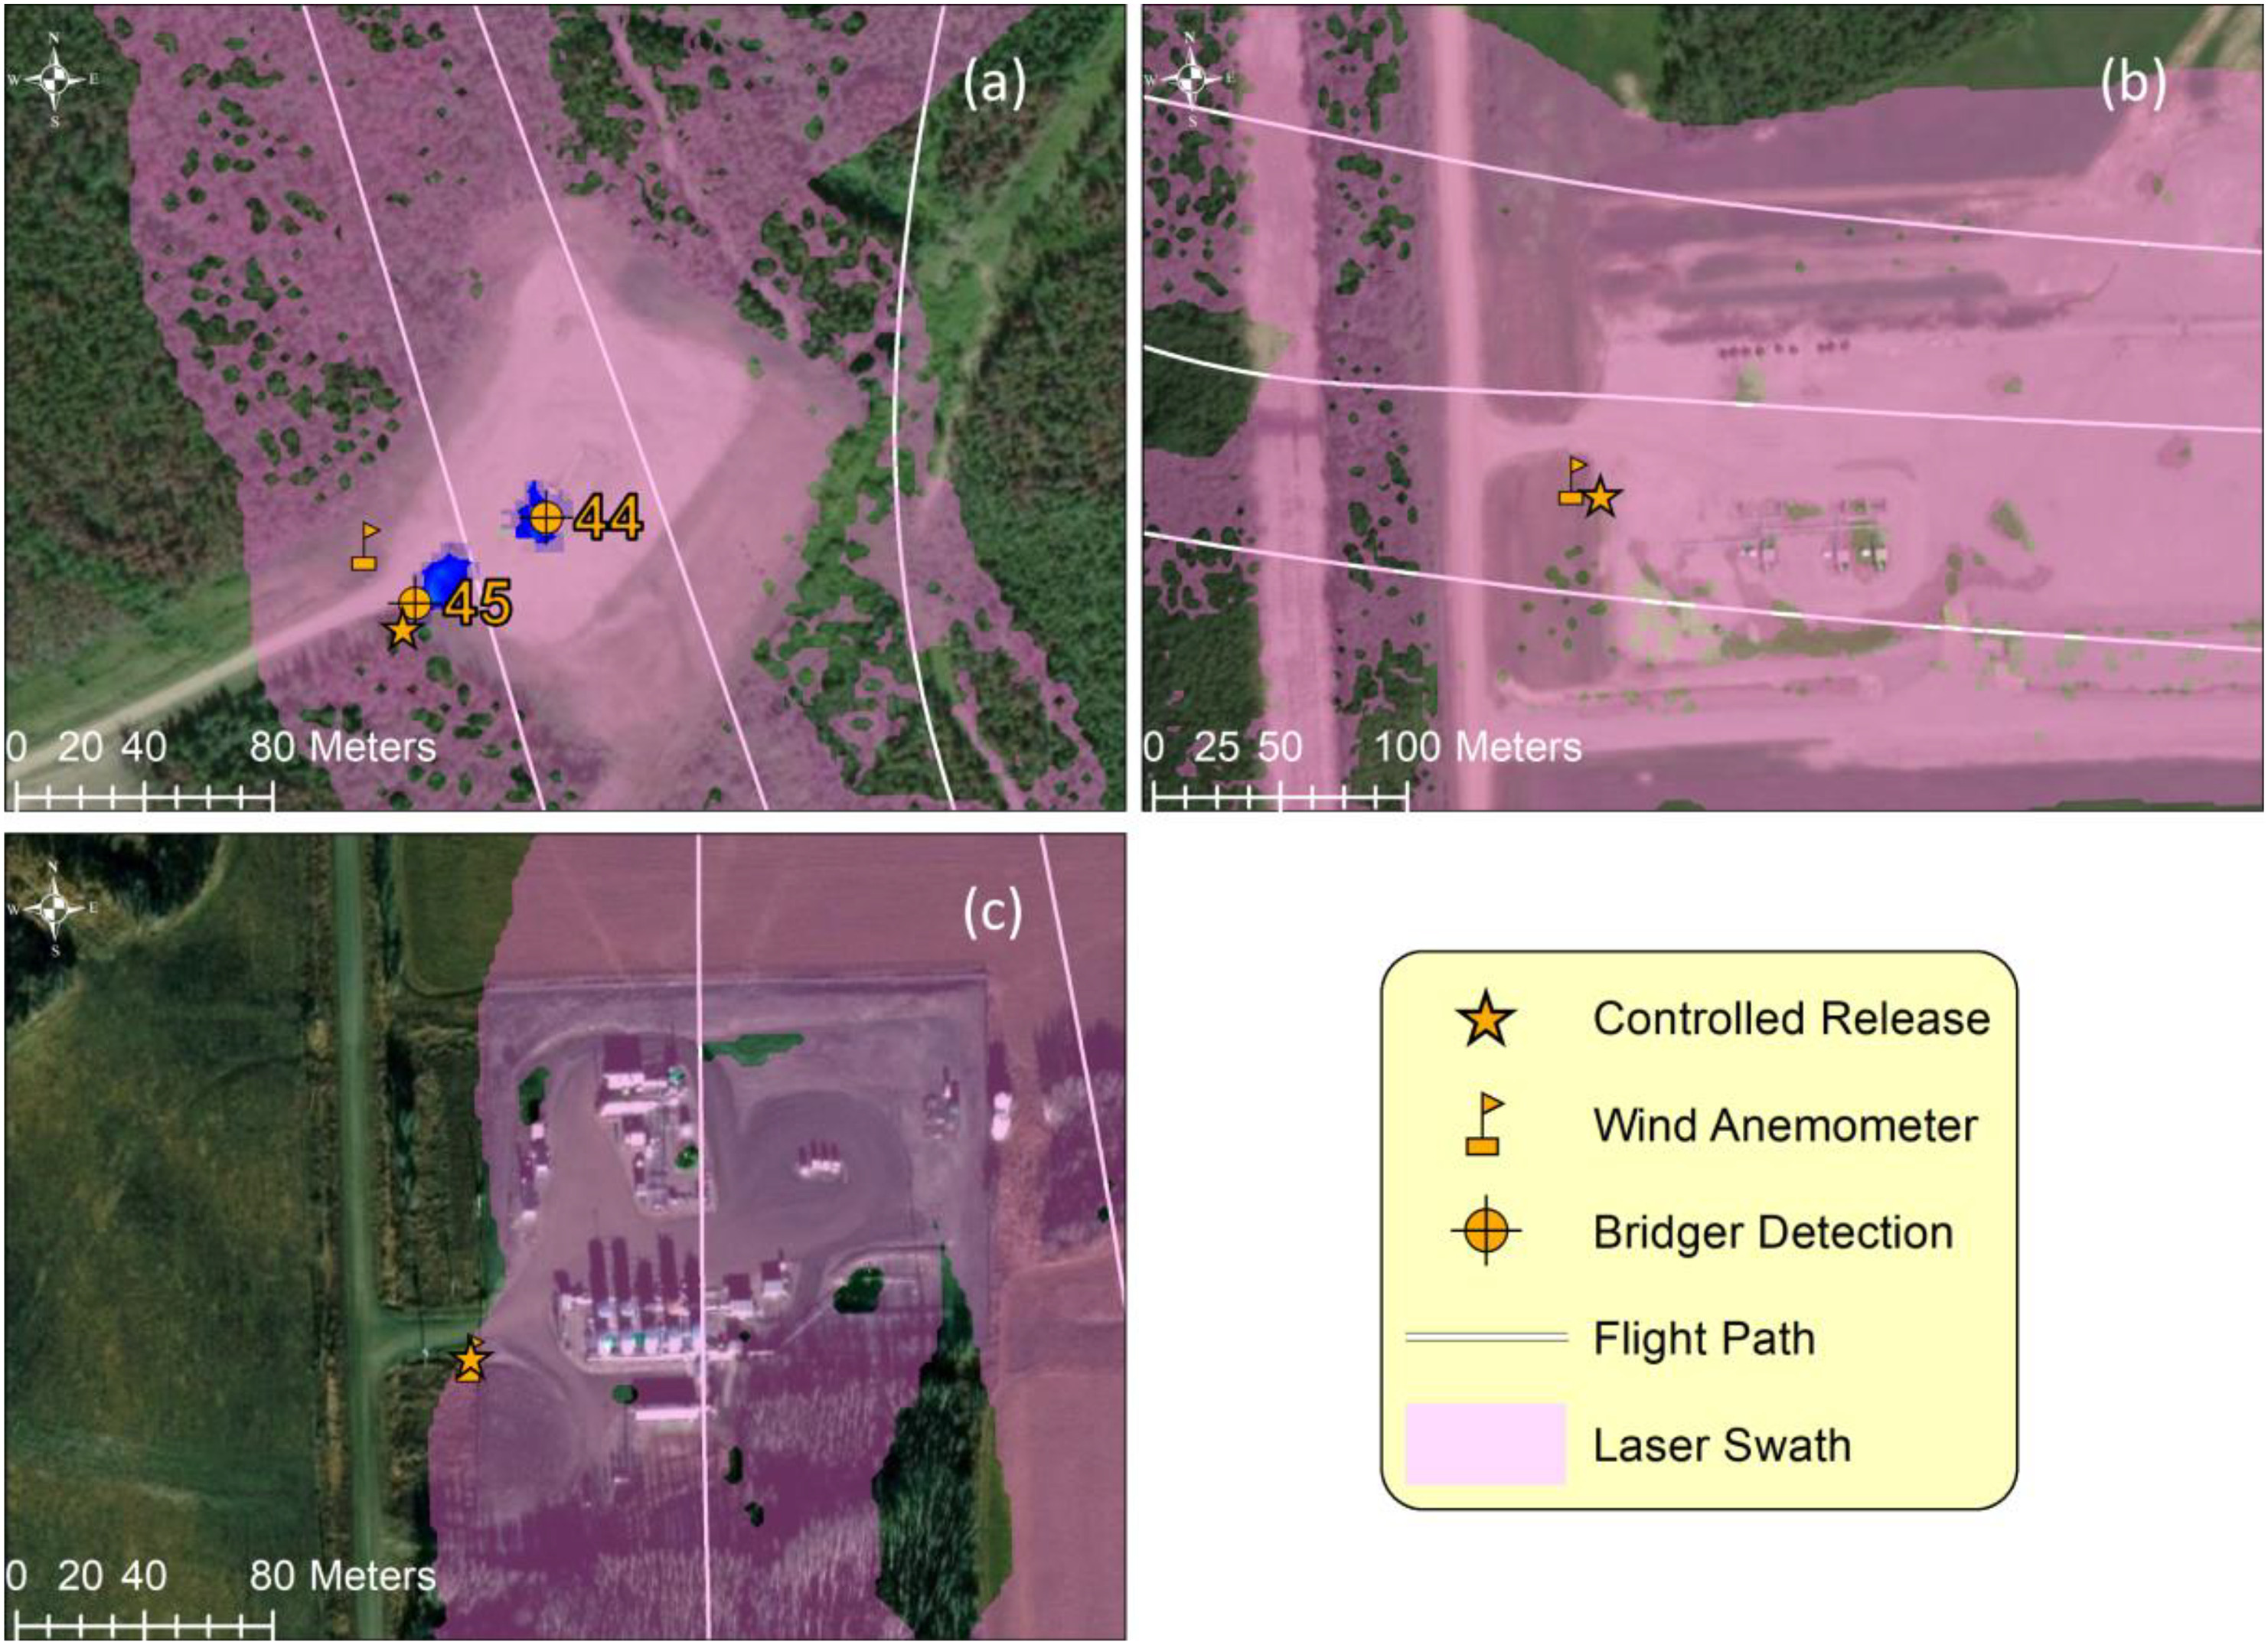 N
W E
S
(a)
44
45
0 20 40 80 Meters
N
W E
S
(b)
0 25 50 100 Meters
N
W E
S
(c)
0 20 40 80 Meters
Controlled Release
Wind Anemometer
Bridger Detection
Flight Path
Laser Swath